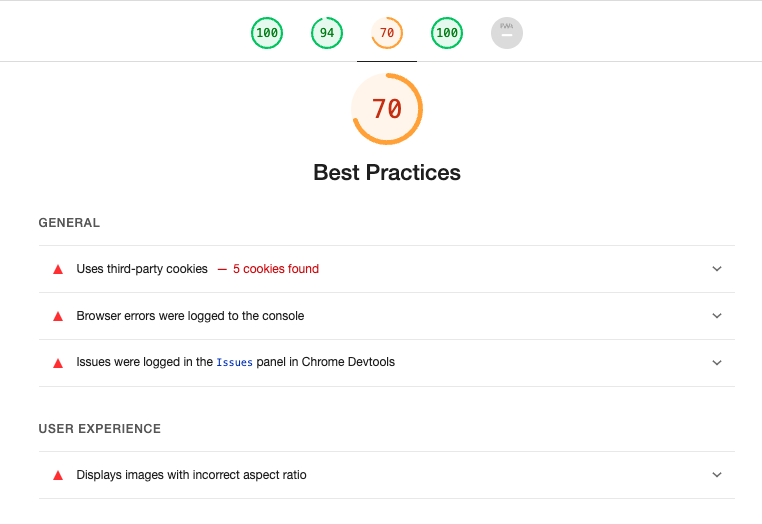 100 94 70 100 PWA
70
Best Practices
GENERAL
Uses third-party cookies — 5 cookies found
Browser errors were logged to the console
Issues were logged in the Issues panel in Chrome Devtools
USER EXPERIENCE
Displays images with incorrect aspect ratio